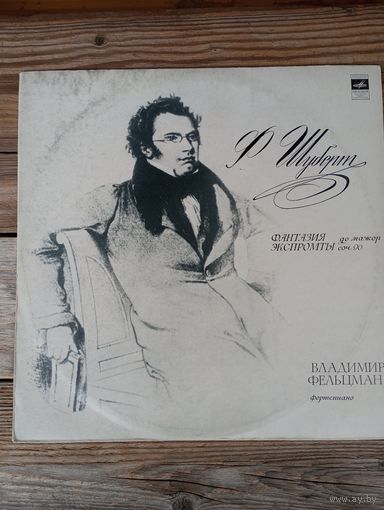 Ф Шуберт
ФАНТАЗИЯ до мажор
ЭКСПРОМТЫ соч. 90
ВЛАДИМИР
ФЕЛЬЦМАН
фортепиано
www.ay.by